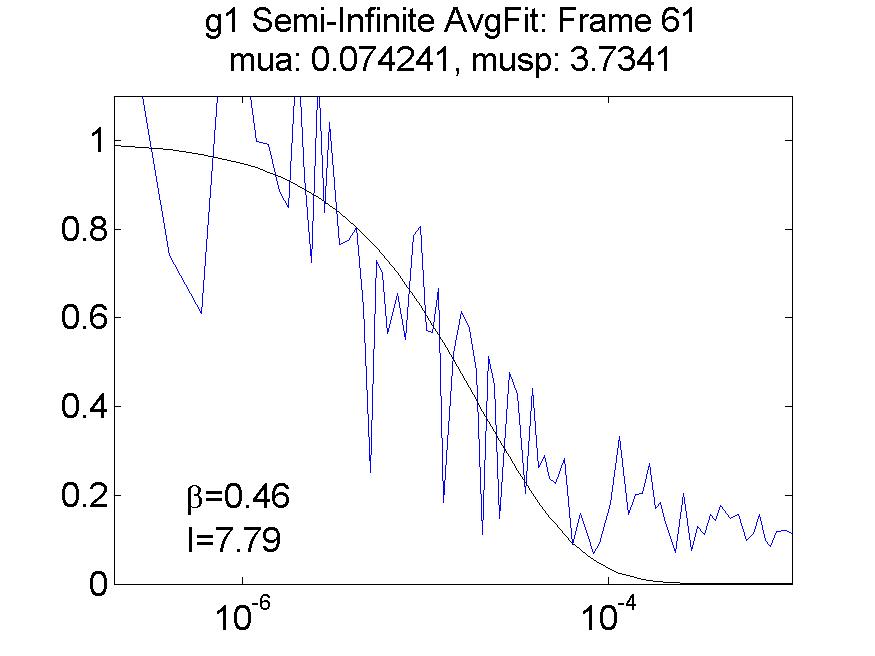 g1 Semi-Infinite AvgFit: Frame 61
mua: 0.074241, musp: 3.7341
1
0.8
0.6
0.4
0.2
0
β=0.46
I=7.79
10^-6
10^-4